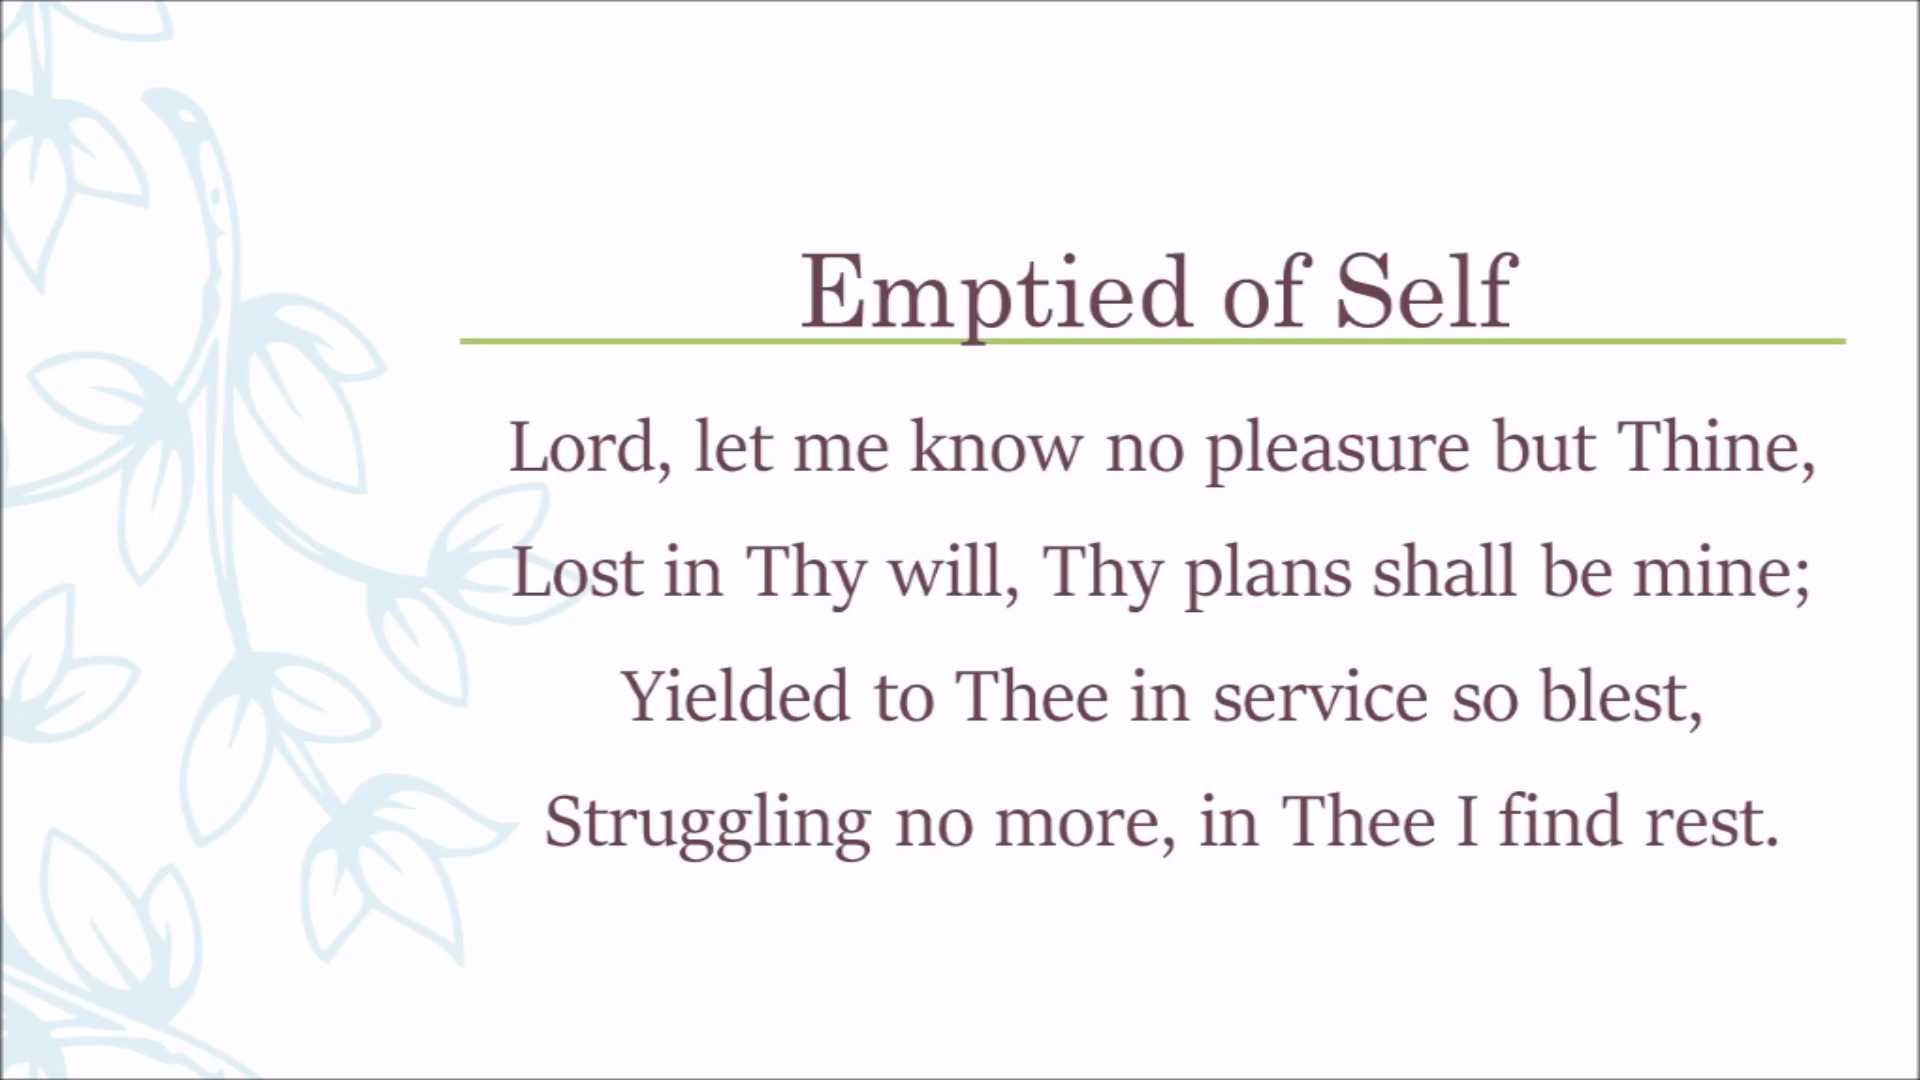 Emptied of Self
Lord, let me know no pleasure but Thine,
Lost in Thy will, Thy plans shall be mine;
Yielded to Thee in service so blest,
Struggling no more, in Thee I find rest.